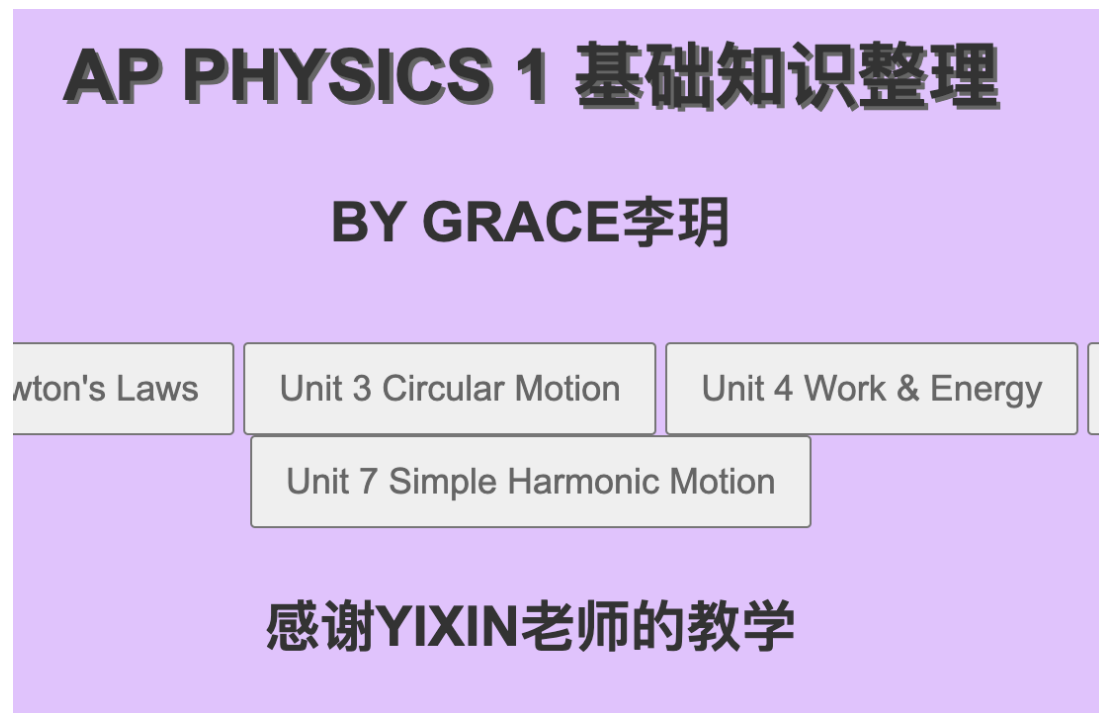 AP PHYSICS 1 基础知识整理
BY GRACE李玥
wton's Laws Unit 3 Circular Motion Unit 4 Work & Energy
Unit 7 Simple Harmonic Motion
感谢YIXIN老师的教学